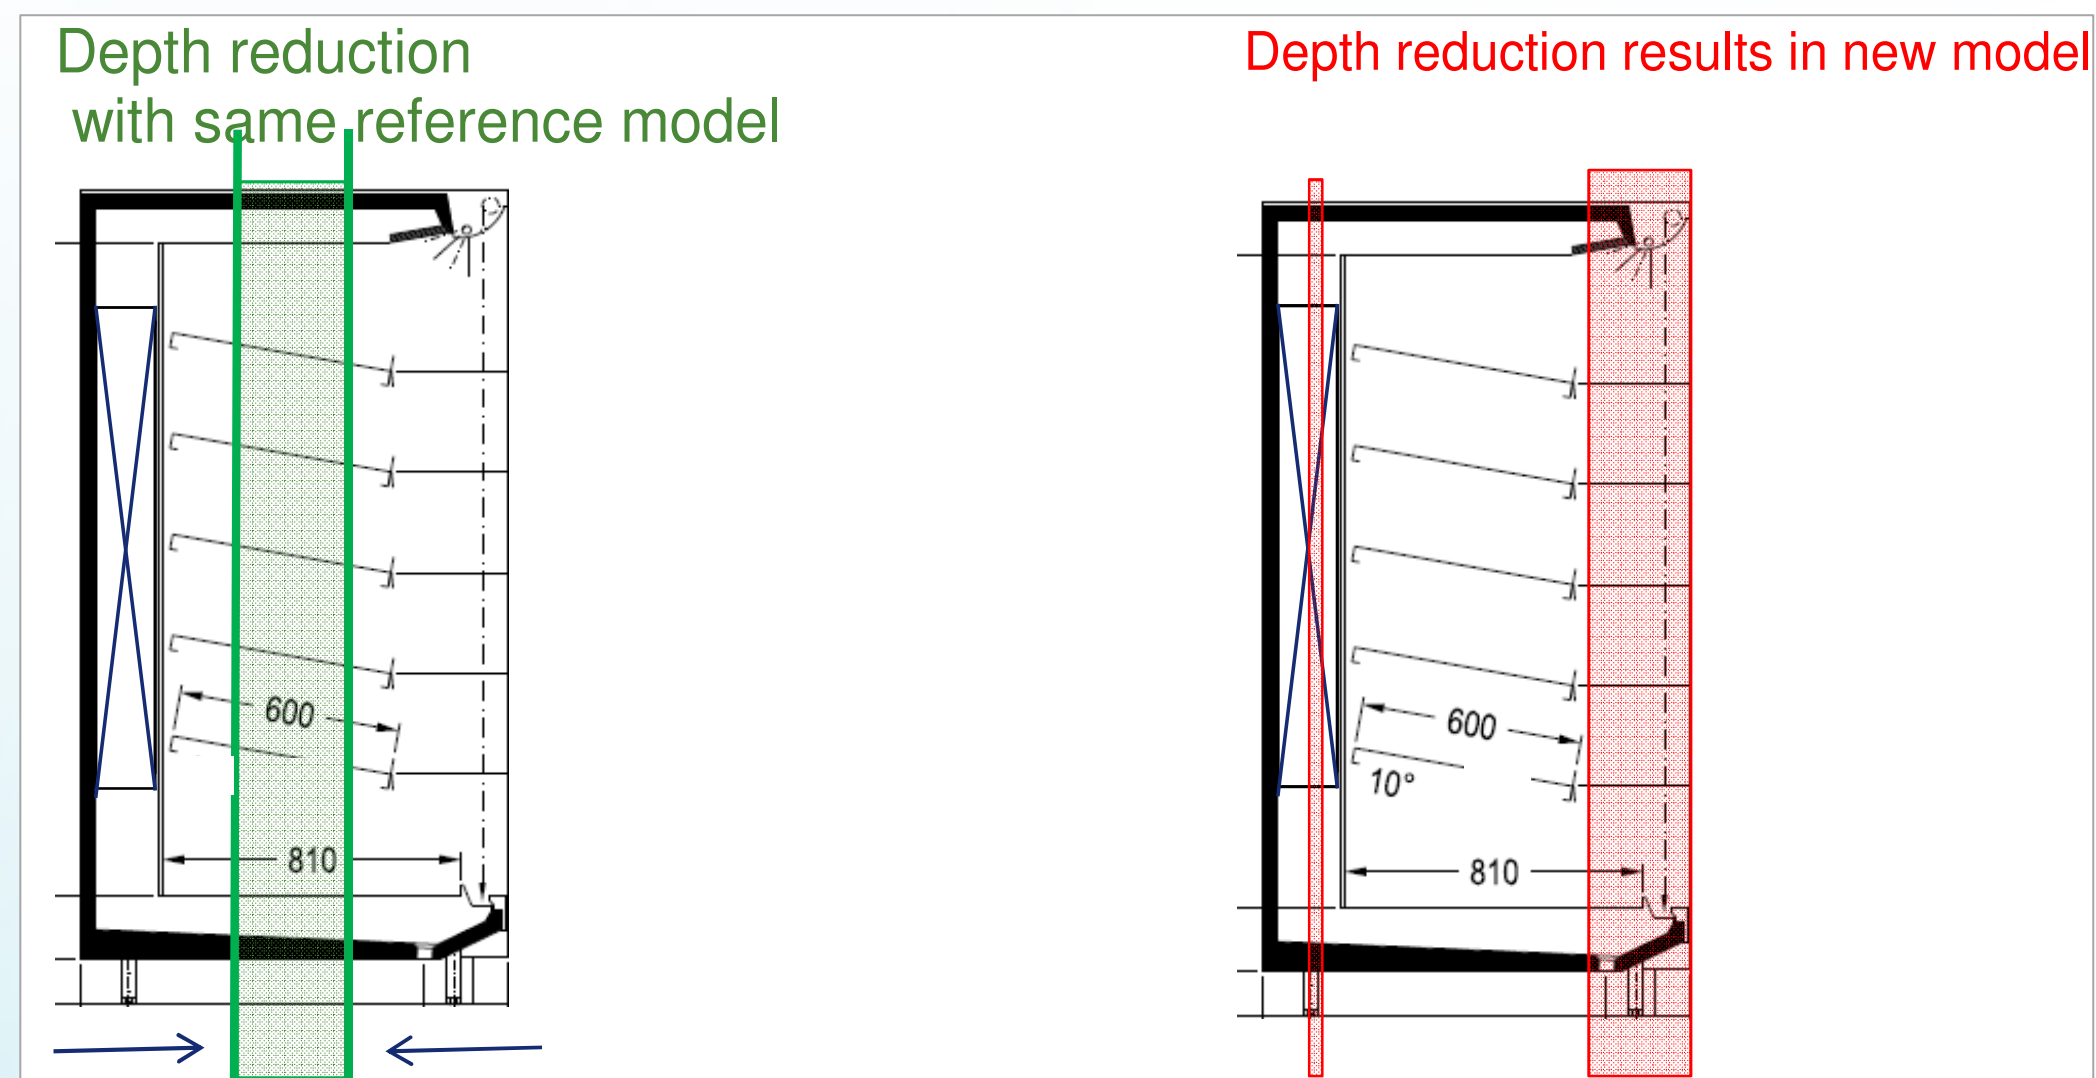 Depth reduction
with same reference model
Depth reduction results in new model
600
810
600
10°
810